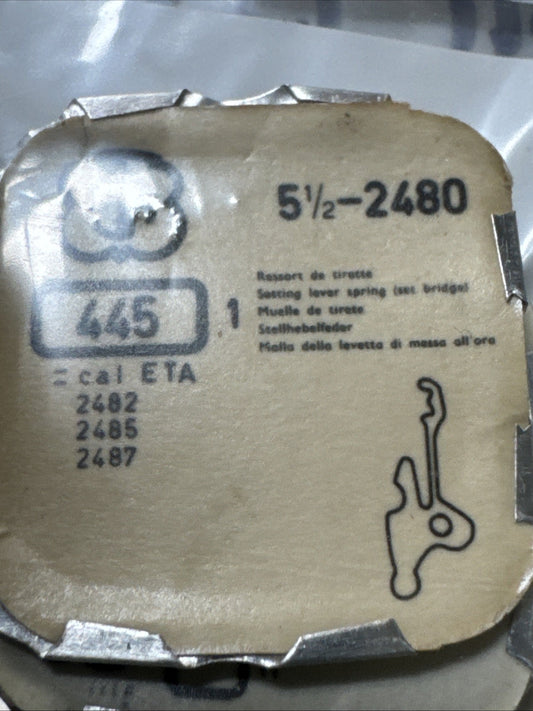 5½-2480
445
.1
Ressort de tirette
Setting lever spring (set bridge)
Muelle de tirete
Stellhebelfeder
Molla della levetta di messa all'ora
= cal ETA
2482
2485
2487